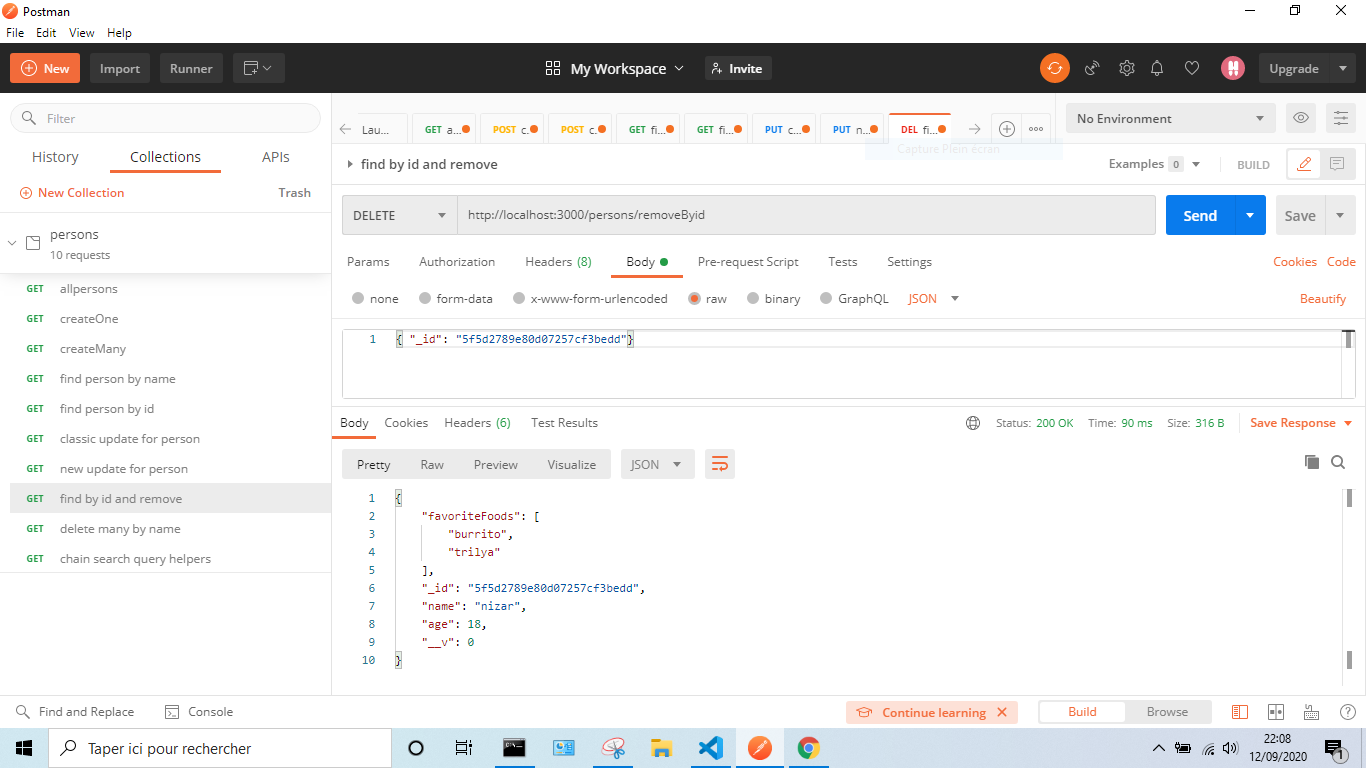 Postman
File Edit View Help
New Import Runner My Workspace Invite Upgrade
Filter
History Collections APIs
New Collection Trash
persons
10 requests
GET allpersons
GET createOne
GET createMany
GET find person by name
GET find person by id
GET classic update for person
GET new update for person
GET find by id and remove
GET delete many by name
GET chain search query helpers
Lau... GET a... POST c... POST c... GET fi... GET fi... PUT c... PUT n... DEL fi...
No Environment
Capture Plein écran
find by id and remove Examples 0 BUILD
DELETE http://localhost:3000/persons/removeByid Send Save
Params Authorization Headers (8) Body Pre-request Script Tests Settings Cookies Code
none form-data x-www-form-urlencoded raw binary GraphQL JSON Beautify
1 { "_id": "5f5d2789e80d07257cf3bedd"}
Body Cookies Headers (6) Test Results Status: 200 OK Time: 90 ms Size: 316 B Save Response
Pretty Raw Preview Visualize JSON
1 {
2 "favoriteFoods": [
3 "burrito",
4 "trilya"
5 ],
6 "_id": "5f5d2789e80d07257cf3bedd",
7 "name": "nizar",
8 "age": 18,
9 "__v": 0
10 }
Find and Replace Console Continue learning Build Browse
Taper ici pour rechercher
22:08
12/09/2020
1